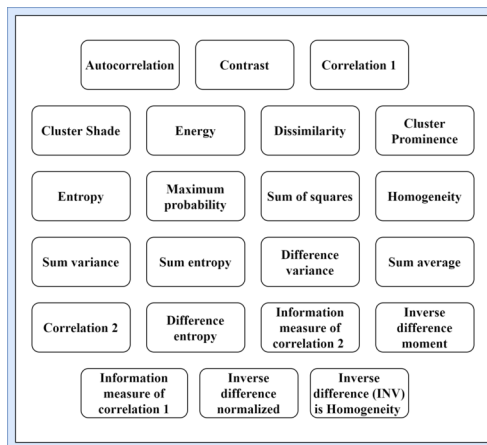 Autocorrelation
Contrast
Correlation 1
Cluster Shade
Energy
Dissimilarity
Cluster
Prominence
Entropy
Maximum
probability
Sum of squares
Homogeneity
Sum variance
Sum entropy
Difference
variance
Sum average
Correlation 2
Difference
entropy
Information
measure of
correlation 2
Inverse
difference
moment
Information
measure of
correlation 1
Inverse
difference
normalized
Inverse
difference (INV)
is Homogeneity